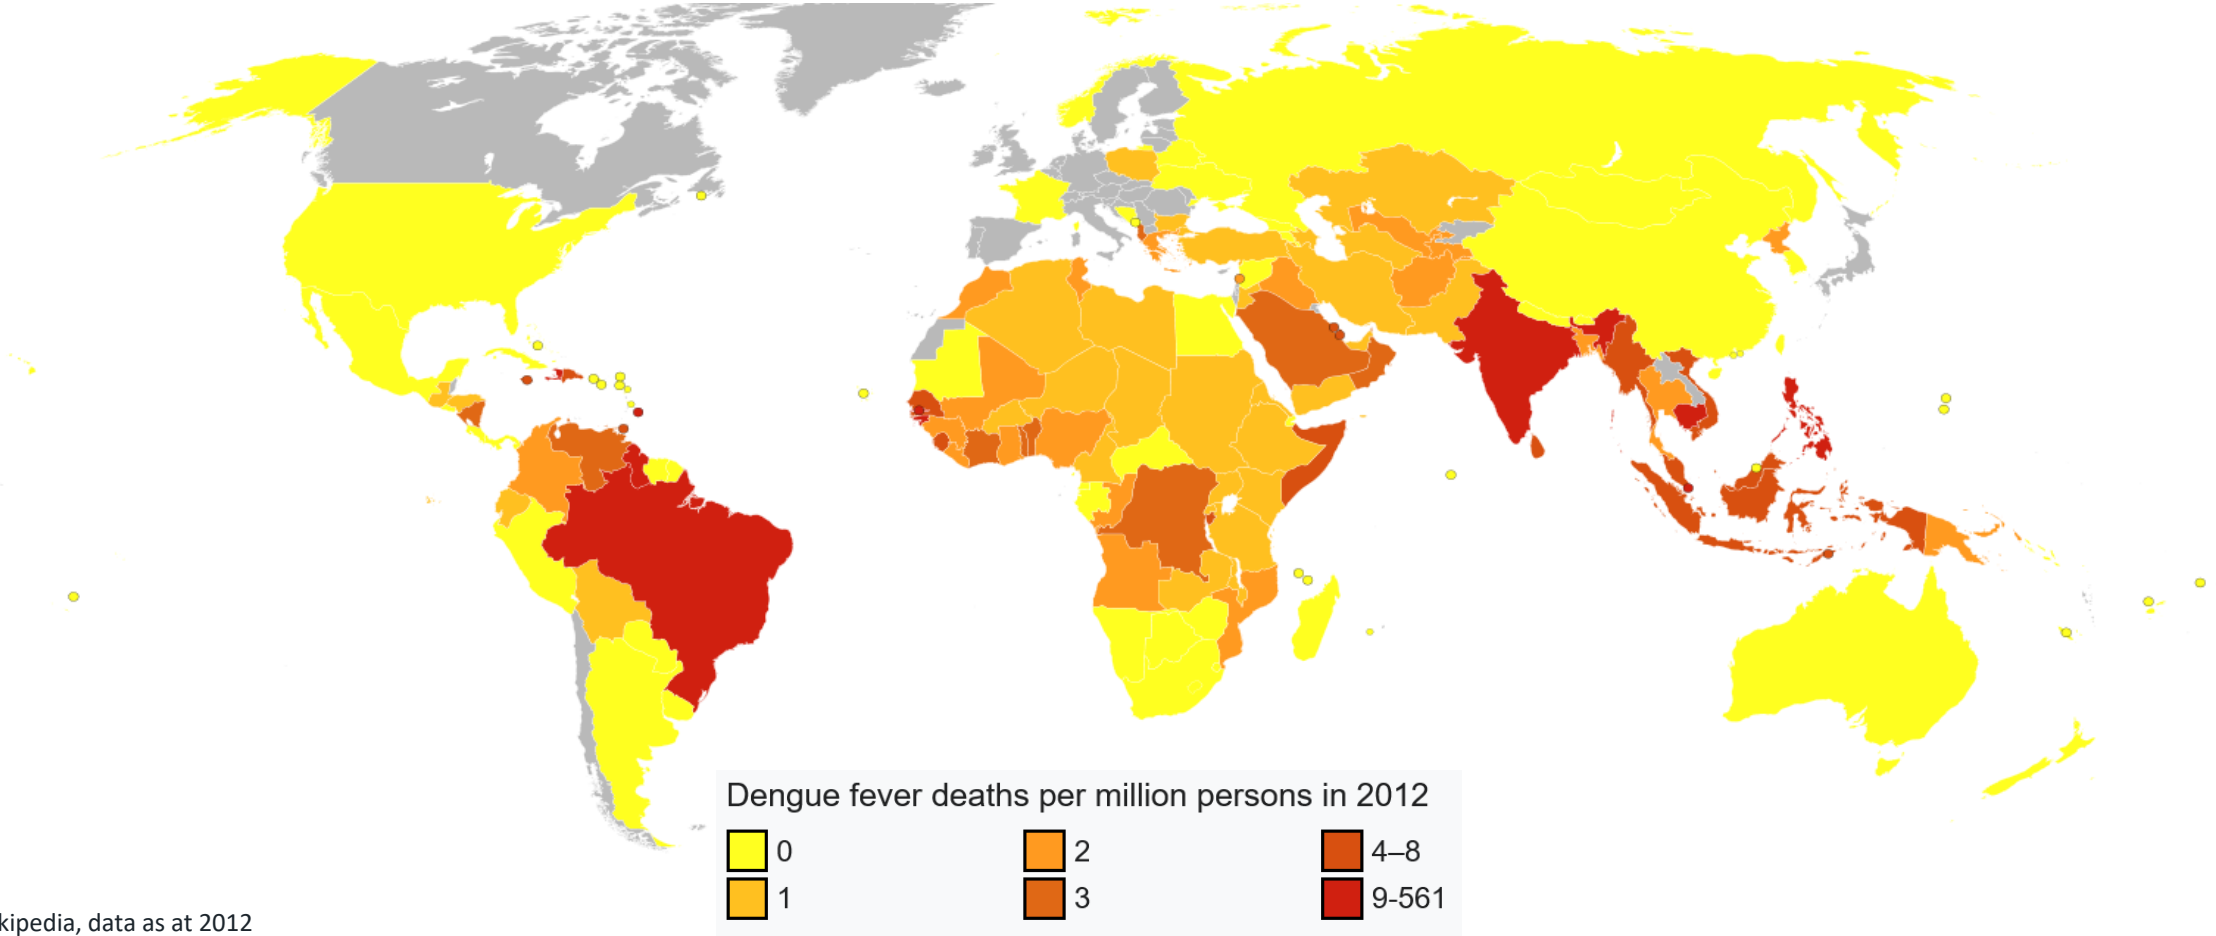 Dengue fever deaths per million persons in 2012
0 2 4–8
1 3 9-561
kipedia, data as at 2012